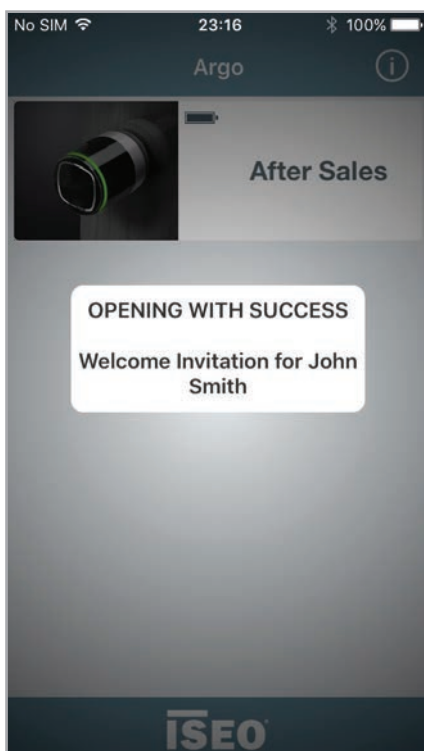 No SIM 23:16 100%
Argo
After Sales
OPENING WITH SUCCESS
Welcome Invitation for John
Smith
ISEO